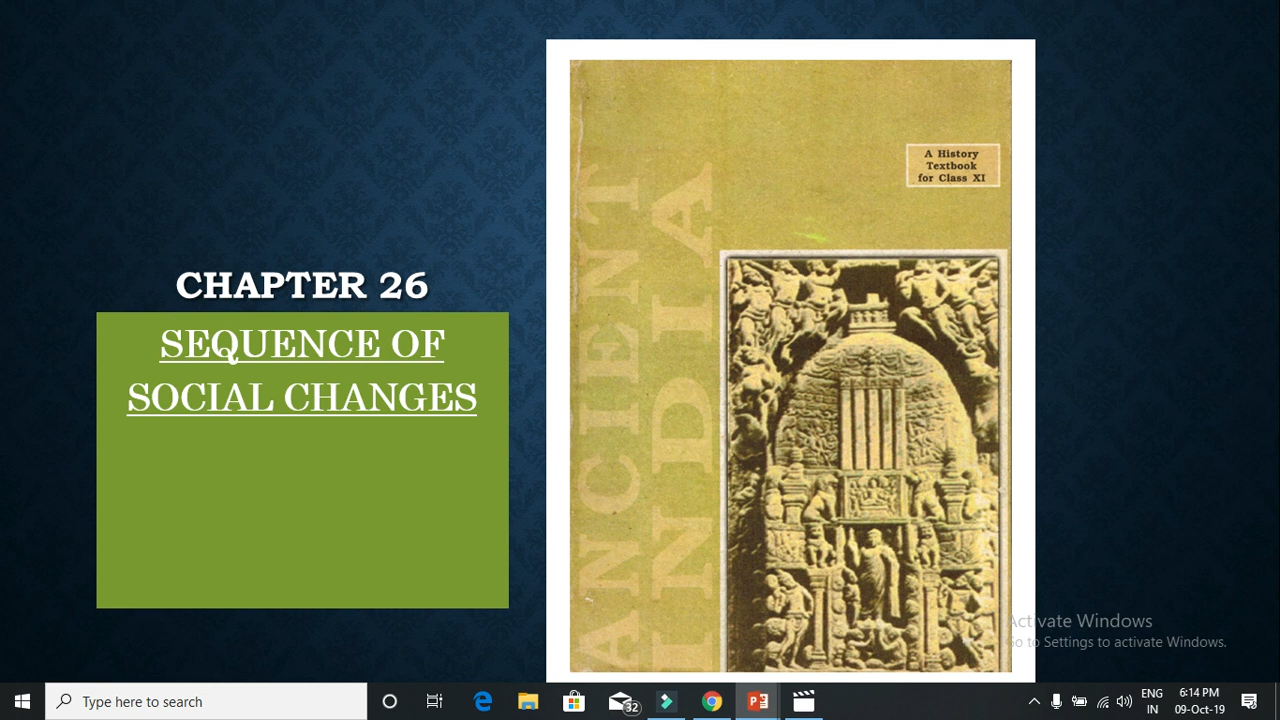 CHAPTER 26
SEQUENCE OF
SOCIAL CHANGES
ANCIENT
INDIA
A History
Textbook
for Class XI
Activate Windows
Go to Settings to activate Windows.
Type here to search
32
ENG
IN
6:14 PM
09-Oct-19